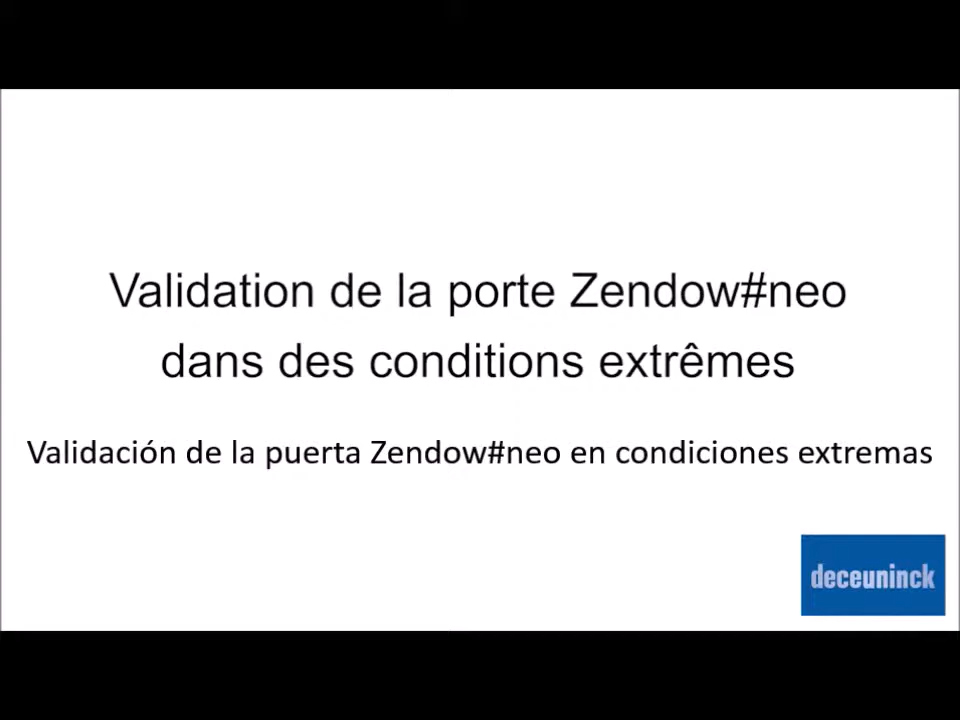 Validation de la porte Zendow#neo
dans des conditions extrêmes
Validación de la puerta Zendow#neo en condiciones extremas
deceuninck